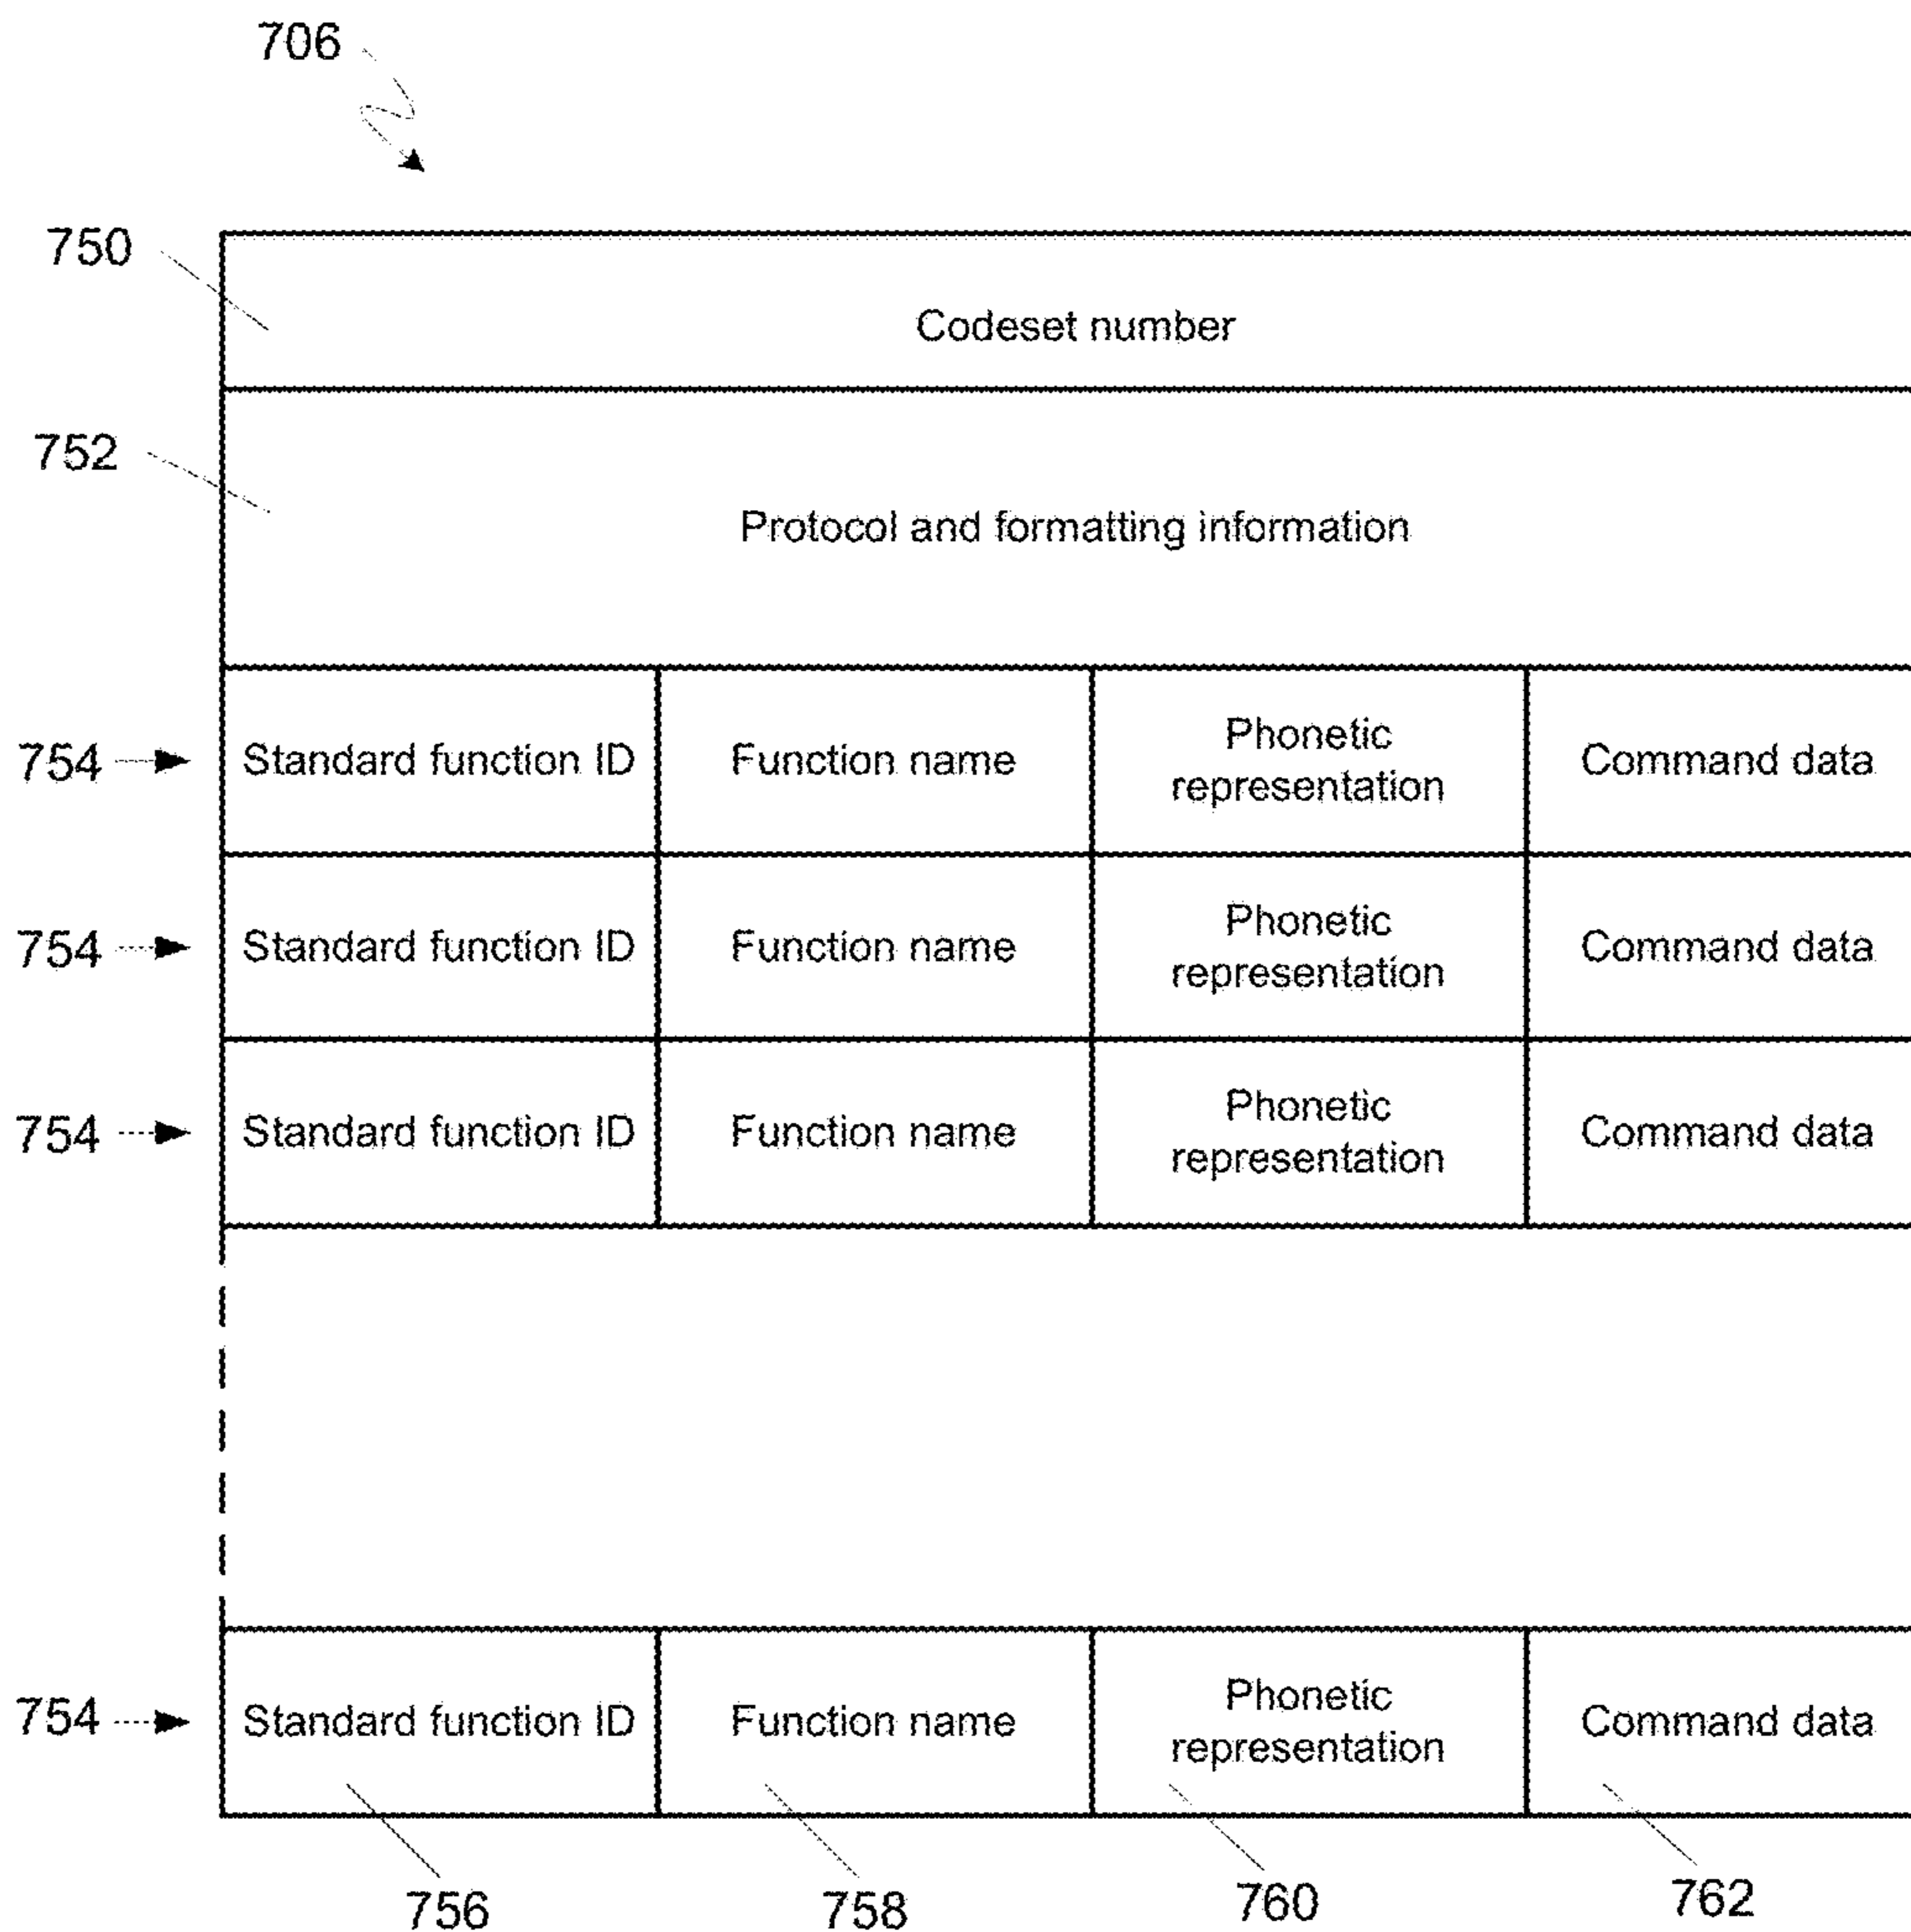 706
750
Codeset number
752
Protocol and formatting information
754 Standard function ID Function name Phonetic representation Command data
754 Standard function ID Function name Phonetic representation Command data
754 Standard function ID Function name Phonetic representation Command data
754 Standard function ID Function name Phonetic representation Command data
756 758 760 762